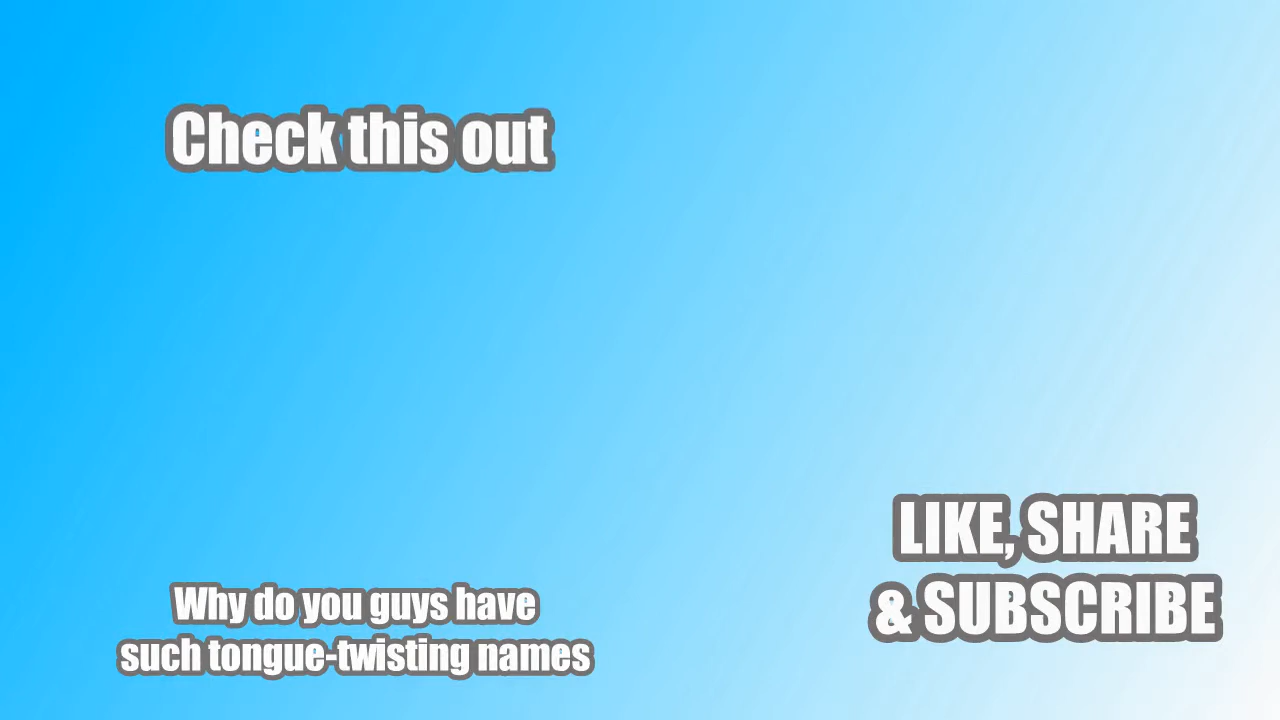 Check this out
LIKE, SHARE
& SUBSCRIBE
Why do you guys have
such tongue-twisting names